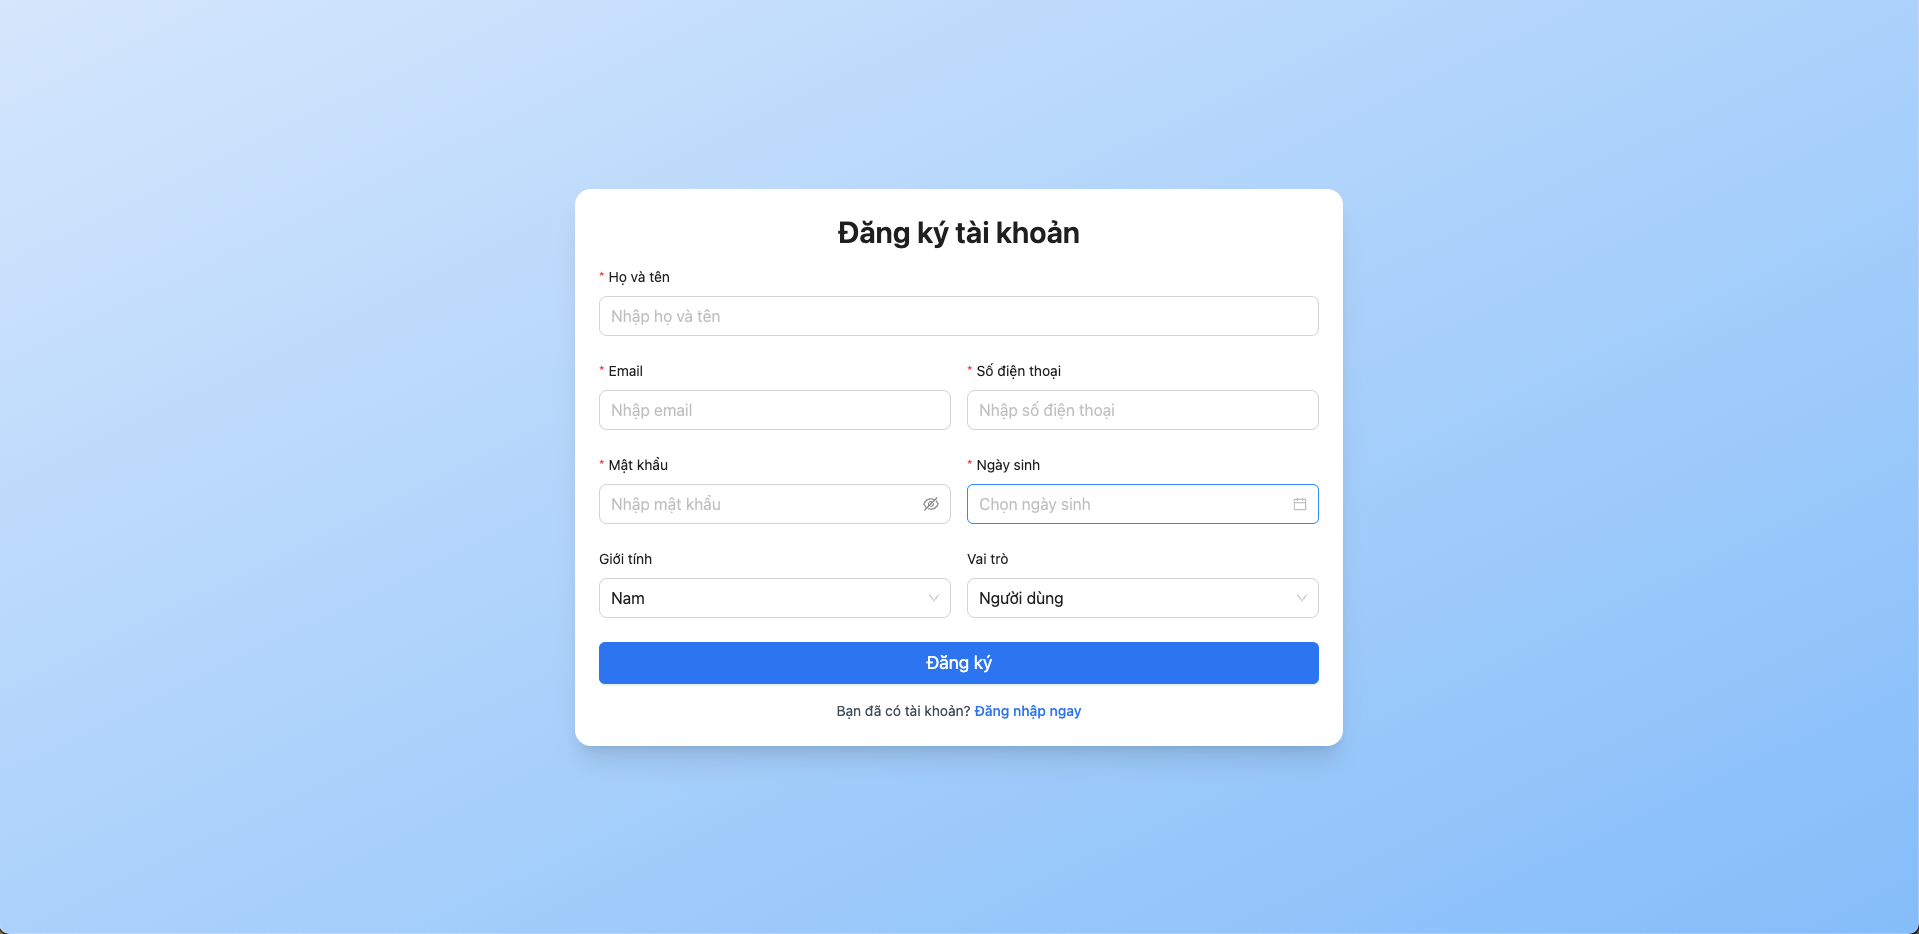 Đăng ký tài khoản
* Họ và tên
Nhập họ và tên
* Email
* Số điện thoại
Nhập email
Nhập số điện thoại
* Mật khẩu
* Ngày sinh
Nhập mật khẩu
Chọn ngày sinh
Giới tính
Vai trò
Nam
Người dùng
Đăng ký
Bạn đã có tài khoản? Đăng nhập ngay